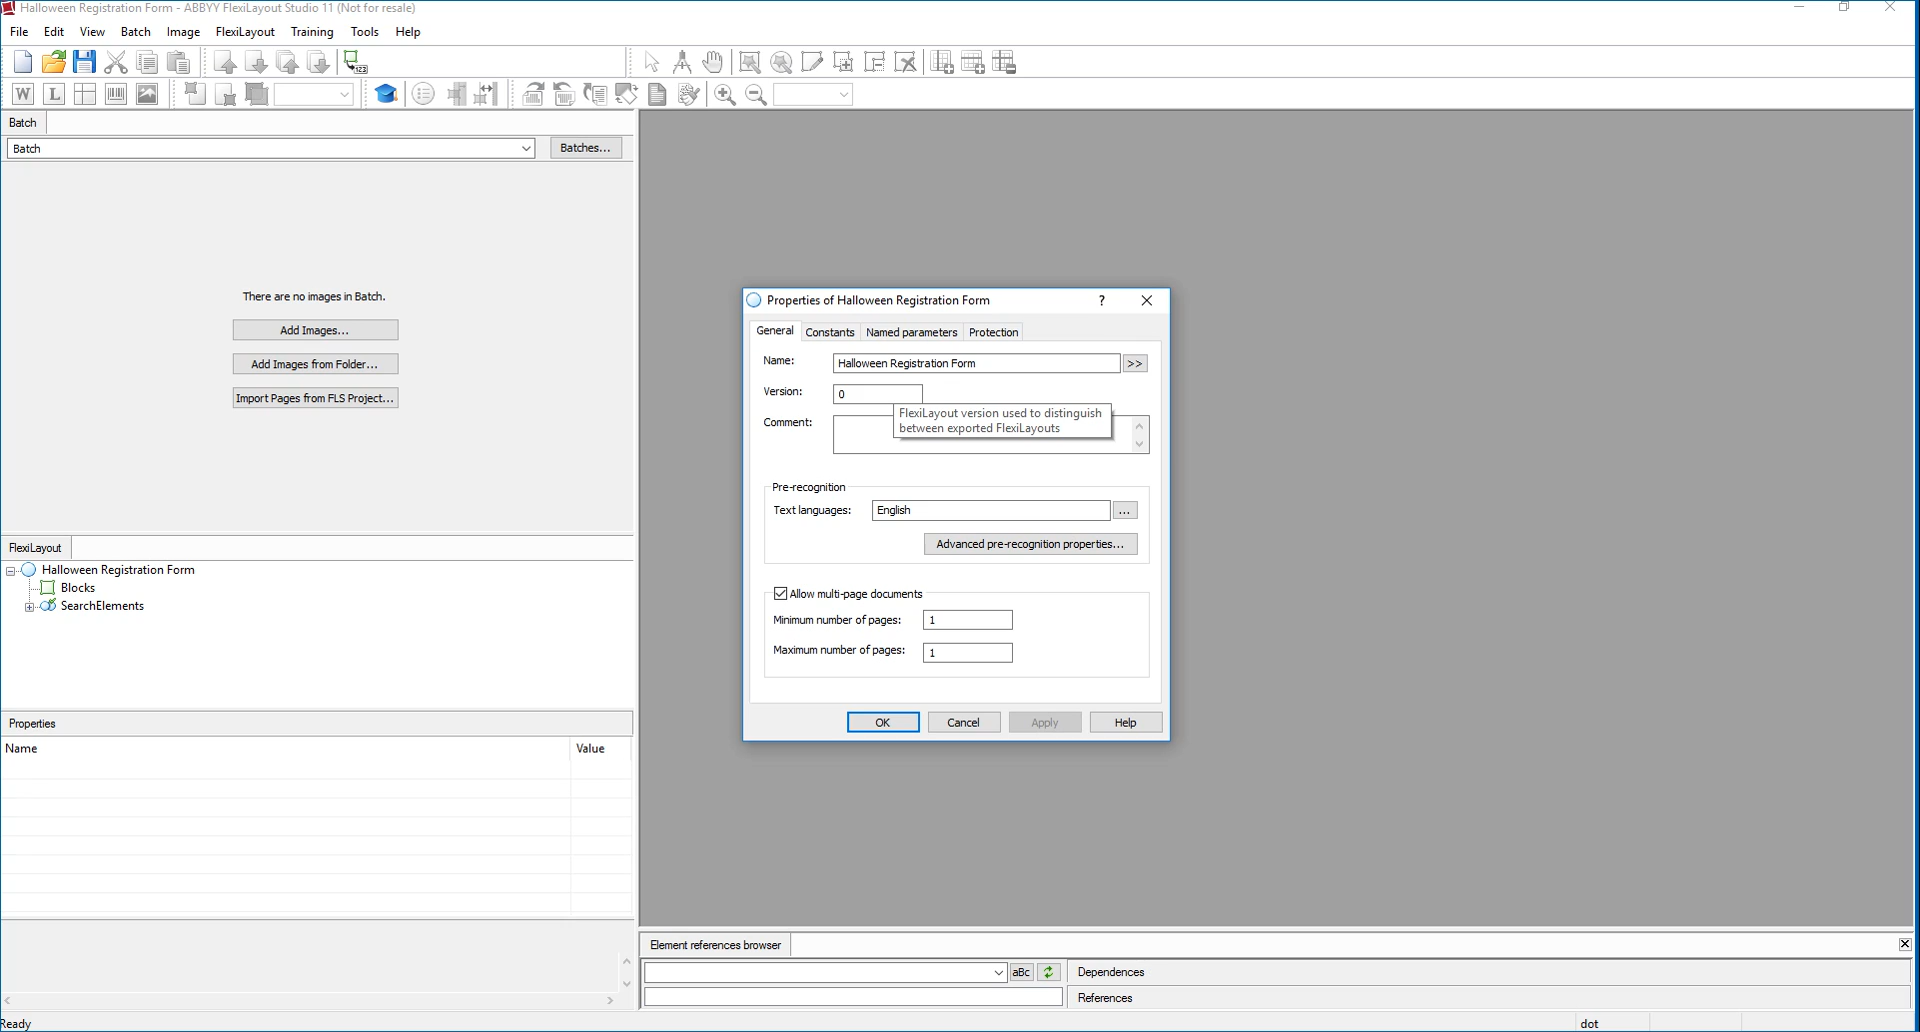 Halloween Registration Form - ABBYY FlexiLayout Studio 11 (Not for resale)
File Edit View Batch Image FlexiLayout Training Tools Help
123
W L
Batch
Batch Batches...
There are no images in Batch.
Add Images...
Add Images from Folder...
Import Pages from FLS Project...
FlexiLayout
Halloween Registration Form
Blocks
SearchElements
Properties
Name Value
Properties of Halloween Registration Form ?
General Constants Named parameters Protection
Name: Halloween Registration Form >>
Version: 0
FlexiLayout version used to distinguish
between exported FlexiLayouts
Comment:
Pre-recognition
Text languages: English ...
Advanced pre-recognition properties...
Allow multi-page documents
Minimum number of pages: 1
Maximum number of pages: 1
OK Cancel Apply Help
Element references browser
aBc Dependences
References
Ready dot